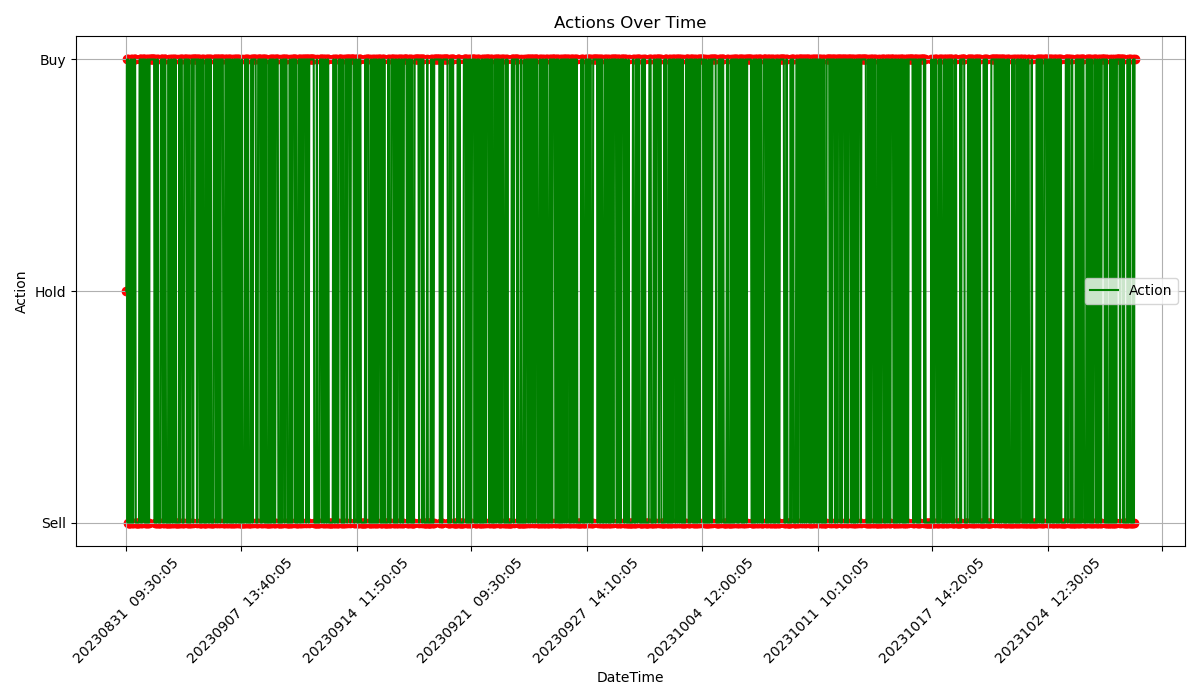 Actions Over Time
Buy
Hold
Sell
Action
Action
20230831 09:30:05
20230907 13:40:05
20230914 11:50:05
20230921 09:30:05
20230927 14:10:05
20231004 12:00:05
20231011 10:10:05
20231017 14:20:05
20231024 12:30:05
DateTime